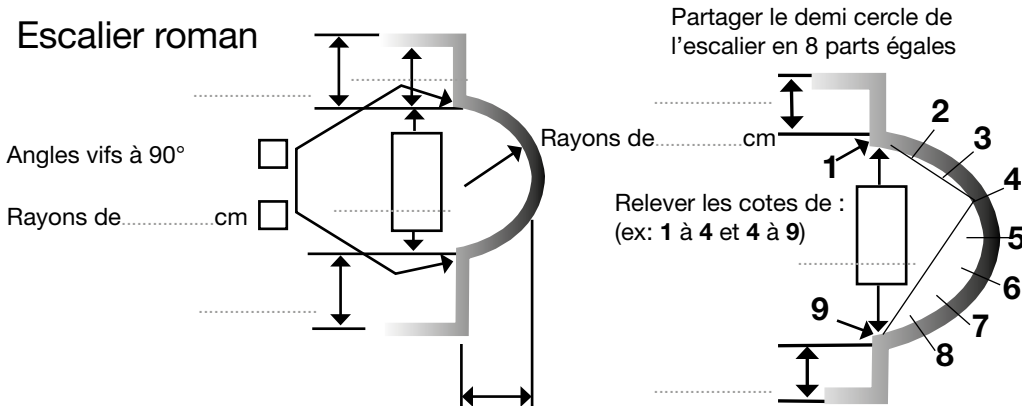 Escalier roman
Angles vifs à 90°
Rayons de..............cm
Partager le demi cercle de
l'escalier en 8 parts égales
Rayons de..............cm
Relever les cotes de :
(ex: 1 à 4 et 4 à 9)
1
2
3
4
5
6
7
8
9